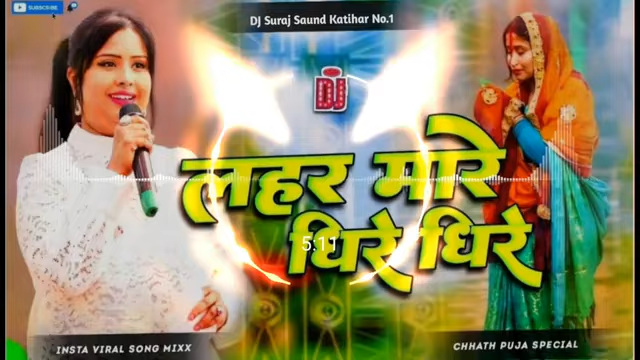 SUBSCRIBE
Dj Suraj Saund Katihar No.1
DJ
लहर मारे
धिरे धिरे
5:11
INSTA VIRAL SONG MIXX
CHHATH PUJA SPECIAL